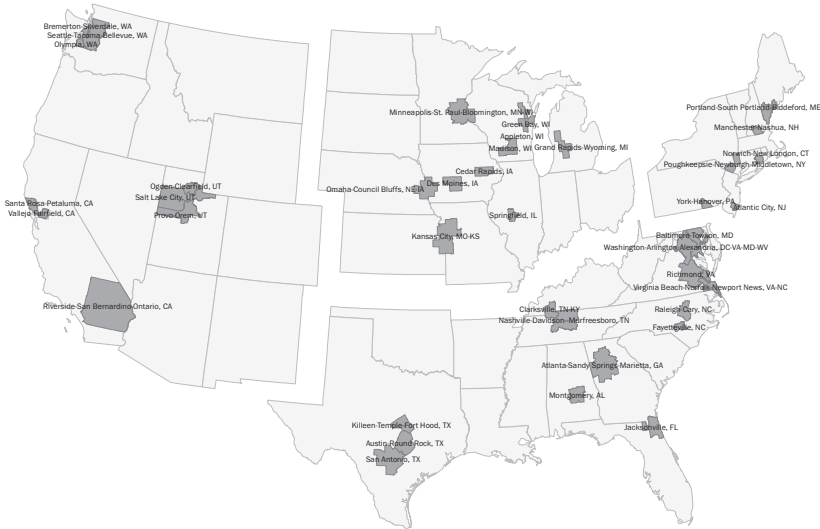 Bremerton-Silverdale, WA
Seattle-Tacoma-Bellevue, WA
Olympia, WA
Santa Rosa-Petaluma, CA
Vallejo-Fairfield, CA
Ogden-Clearfield, UT
Salt Lake City, UT
Provo-Orem, UT
Riverside-San Bernardino-Ontario, CA
Minneapolis-St. Paul-Bloomington, MN-WI
Green Bay, WI
Appleton, WI
Madison, WI
Grand Rapids-Wyoming, MI
Cedar Rapids, IA
Des Moines, IA
Omaha-Council Bluffs, NE-IA
Springfield, IL
Kansas City, MO-KS
Portland-South Portland-Biddeford, ME
Manchester-Nashua, NH
Norwich-New London, CT
Poughkeepsie-Newburgh-Middletown, NY
York-Hanover, PA
Atlantic City, NJ
Baltimore-Towson, MD
Washington-Arlington-Alexandria, DC-VA-MD-WV
Richmond, VA
Virginia Beach-Norfolk-Newport News, VA-NC
Clarksville, TN-KY
Nashville-Davidson--Murfreesboro, TN
Raleigh-Cary, NC
Fayetteville, NC
Atlanta-Sandy Springs-Marietta, GA
Montgomery, AL
Jacksonville, FL
Killeen-Temple-Fort Hood, TX
Austin-Round Rock, TX
San Antonio, TX